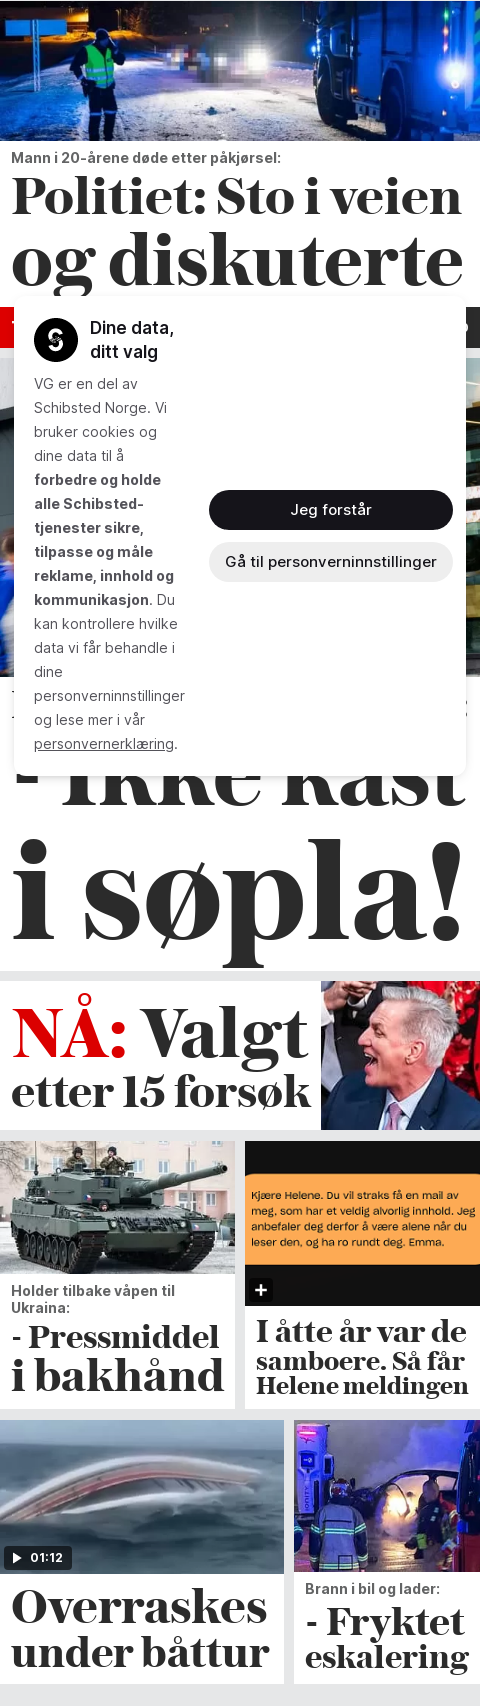 Mann i 20-årene døde etter påkjørsel:
Politiet: Sto i veien
og diskuterte
Dine data,
ditt valg
VG er en del av
Schibsted Norge. Vi
bruker cookies og
dine data til å
forbedre og holde
alle Schibsted-
tjenester sikre,
tilpasse og måle
reklame, innhold og
kommunikasjon. Du
kan kontrollere hvilke
data vi får behandle i
dine
personverninnstillinger
og lese mer i vår
personvernerklæring.
Jeg forstår
Gå til personverninnstillinger
- Ikke kast
i søpla!
NÅ: Valgt
etter 15 forsøk
Holder tilbake våpen til
Ukraina:
- Pressmiddel
i bakhånd
Kjære Helene. Du vil straks få en mail av
meg, som har et veldig alvorlig innhold. Jeg
anbefaler deg derfor å være alene når du
leser den, og ha ro rundt deg. Emma.
I åtte år var de
samboere. Så får
Helene meldingen
01:12
Overraskes
under båttur
Brann i bil og lader:
- Fryktet
eskalering